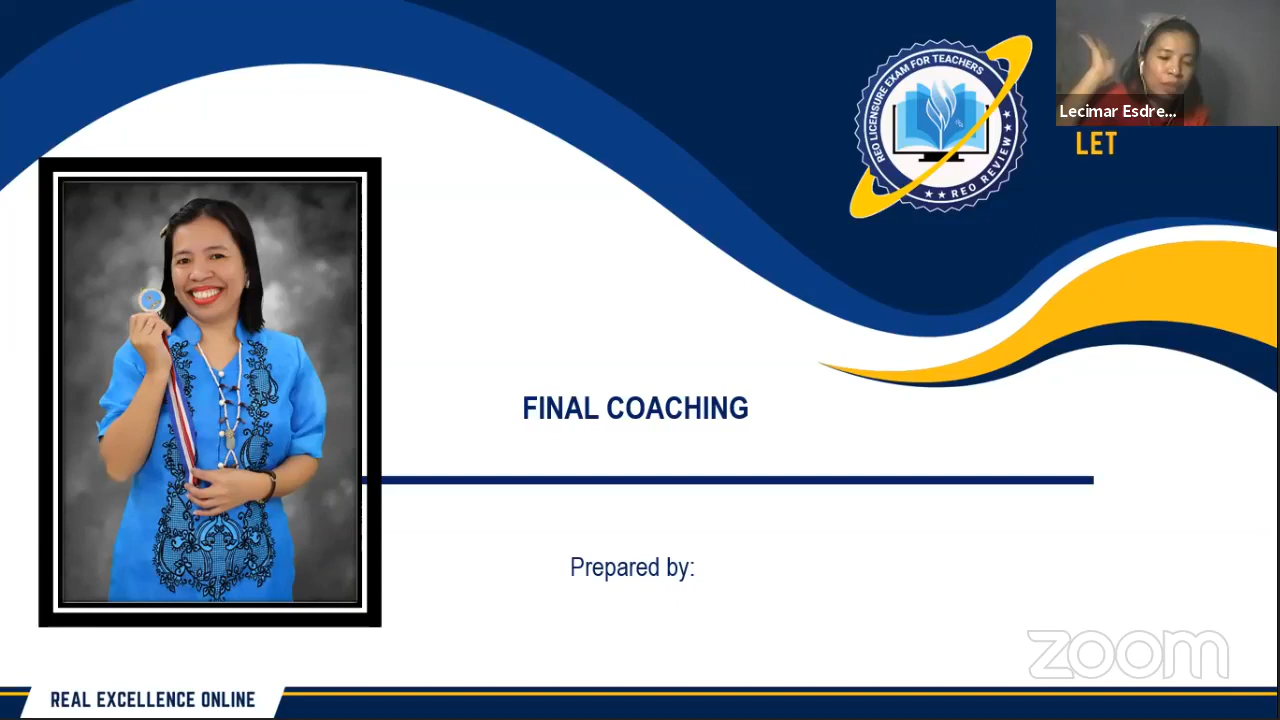 REO LICENSURE EXAM FOR TEACHERS
★ ★ REO REVIEW ★ ★
Lecimar Esdre...
LET
FINAL COACHING
Prepared by:
zoom
REAL EXCELLENCE ONLINE